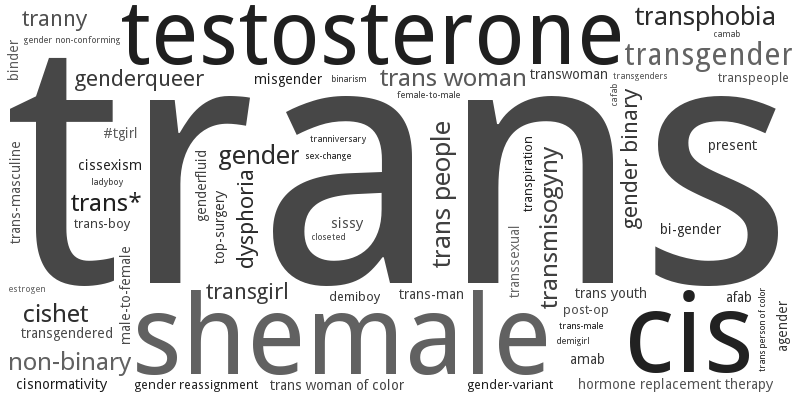 tranny
testosterone
transphobia
camab
gender non-conforming
binder
transgender
genderqueer
misgender
binarism
trans woman
transwoman
transgenders
transpeople
female-to-male
cafab
trans
#tgirl
tranniversary
sex-change
gender
cissexism
ladyboy
trans*
trans-boy
trans-masculine
genderfluid
top-surgery
dysphoria
sissy
closeted
trans people
transpiration
transmisogyny
transsexual
gender binary
present
bi-gender
estrogen
male-to-female
transgirl
demiboy
trans-man
trans youth
afab
cishet
transgendered
shemale
post-op
trans-male
demigirl
amab
cis
trans person of color
agender
non-binary
cisnormativity
gender reassignment
trans woman of color
gender-variant
hormone replacement therapy